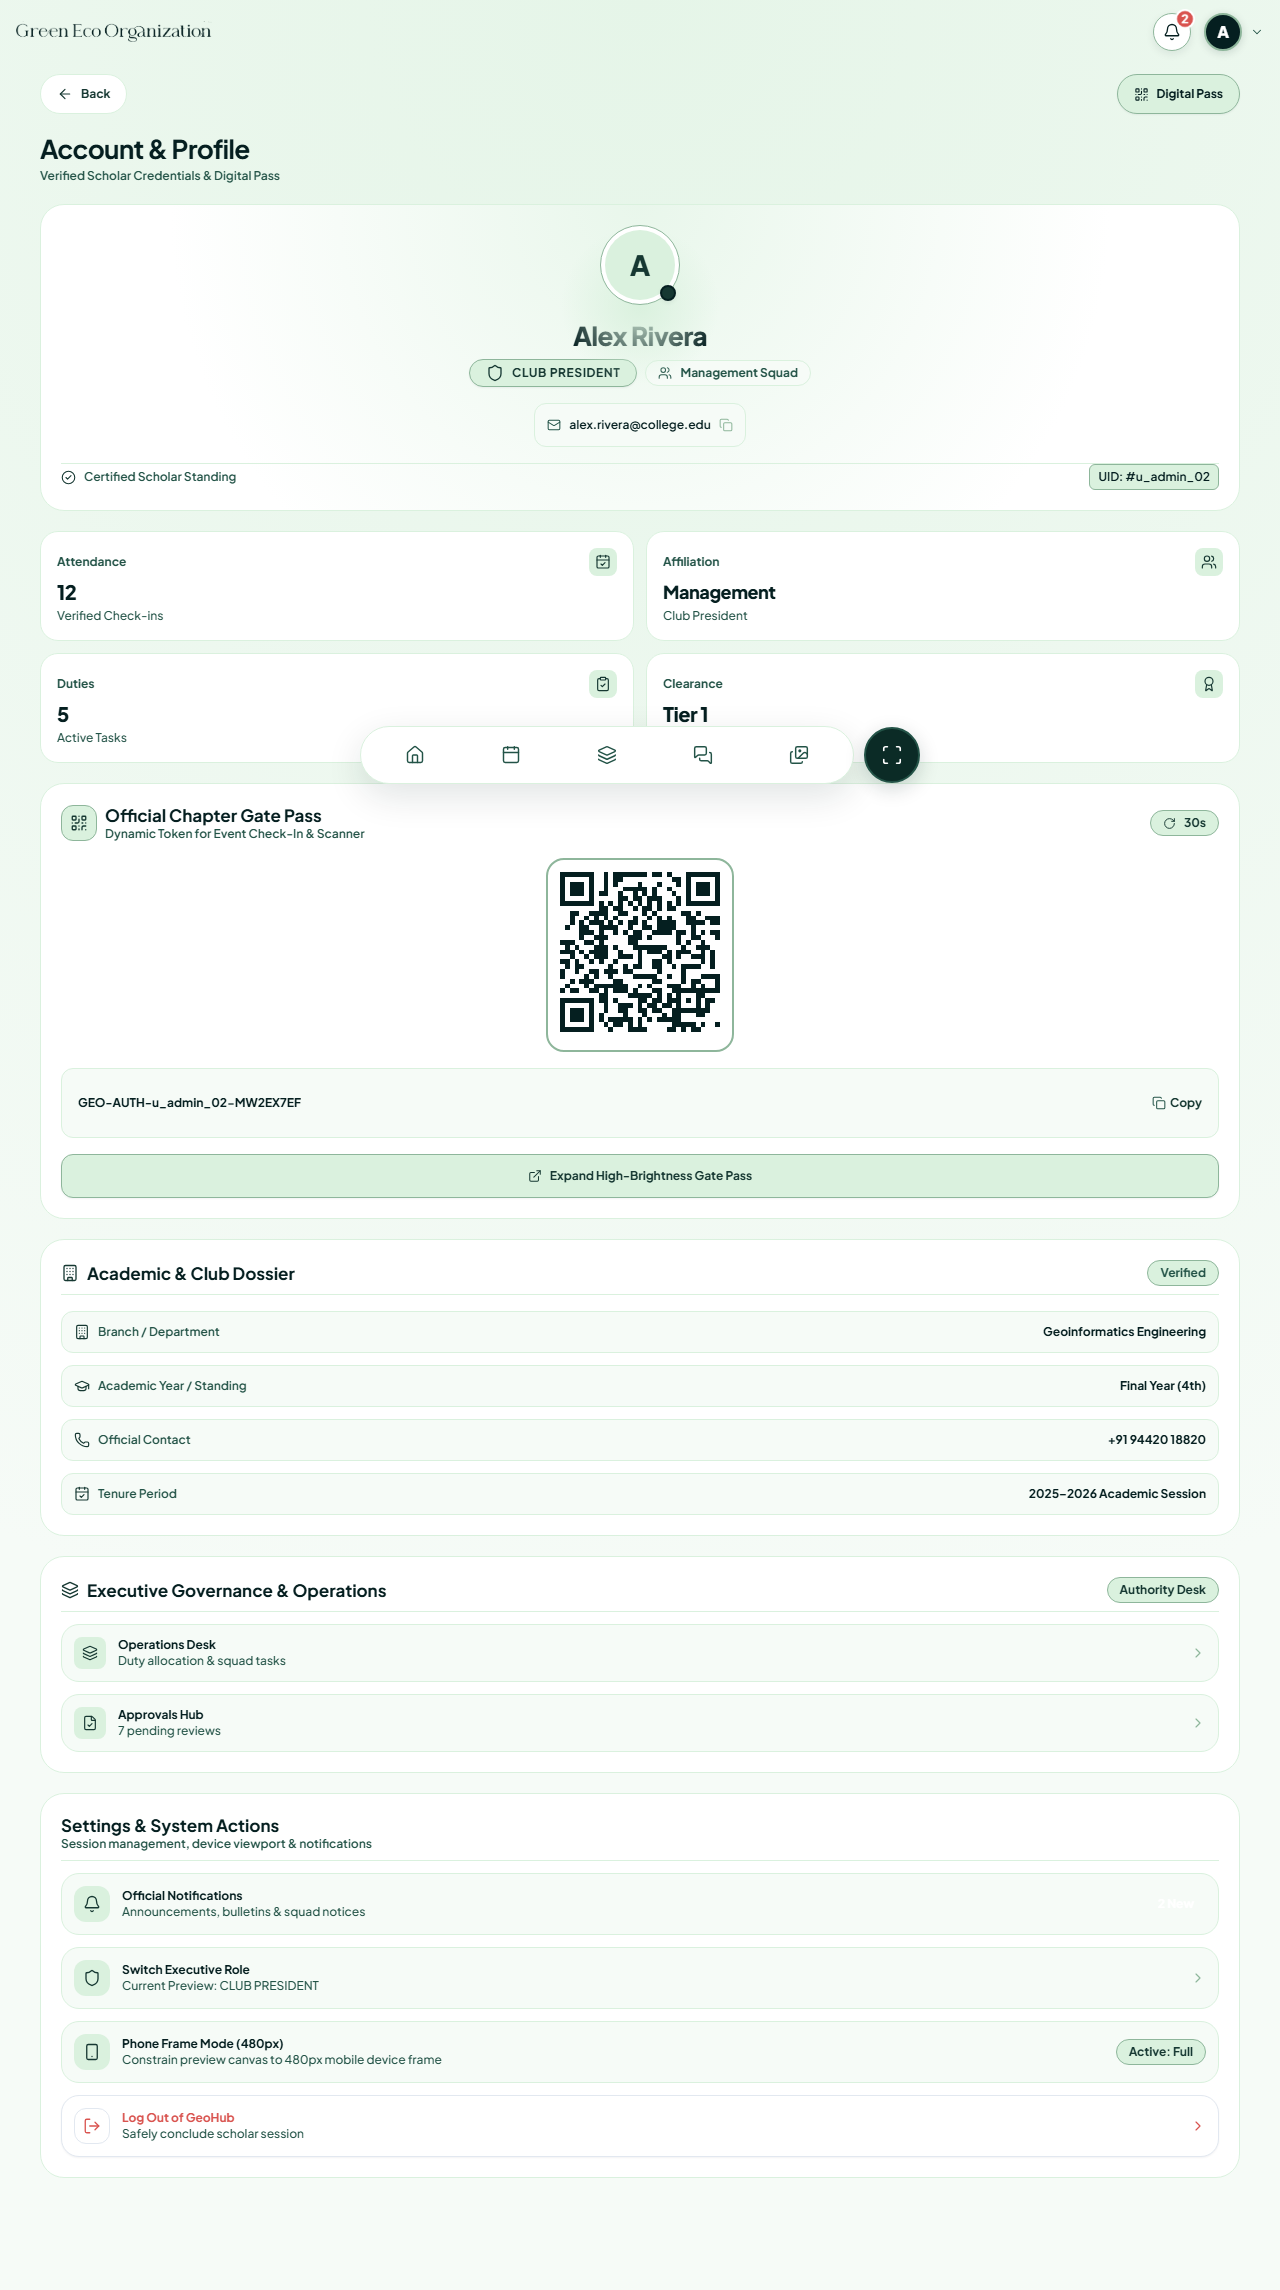 Green Eco Organization
2
A
Back
Digital Pass
Account & Profile
Verified Scholar Credentials & Digital Pass
A
Alex Rivera
CLUB PRESIDENT
Management Squad
alex.rivera@college.edu
Certified Scholar Standing
UID: #u_admin_02
Attendance
12
Verified Check-ins
Affiliation
Management
Club President
Duties
5
Active Tasks
Clearance
Tier 1
Official Chapter Gate Pass
Dynamic Token for Event Check-In & Scanner
30s
GEO-AUTH-u_admin_02-MW2EX7EF
Copy
Expand High-Brightness Gate Pass
Academic & Club Dossier
Verified
Branch / Department
Geoinformatics Engineering
Academic Year / Standing
Final Year (4th)
Official Contact
+91 94420 18820
Tenure Period
2025-2026 Academic Session
Executive Governance & Operations
Authority Desk
Operations Desk
Duty allocation & squad tasks
Approvals Hub
7 pending reviews
Settings & System Actions
Session management, device viewport & notifications
Official Notifications
Announcements, bulletins & squad notices
2 New
Switch Executive Role
Current Preview: CLUB PRESIDENT
Phone Frame Mode (480px)
Constrain preview canvas to 480px mobile device frame
Active: Full
Log Out of GeoHub
Safely conclude scholar session